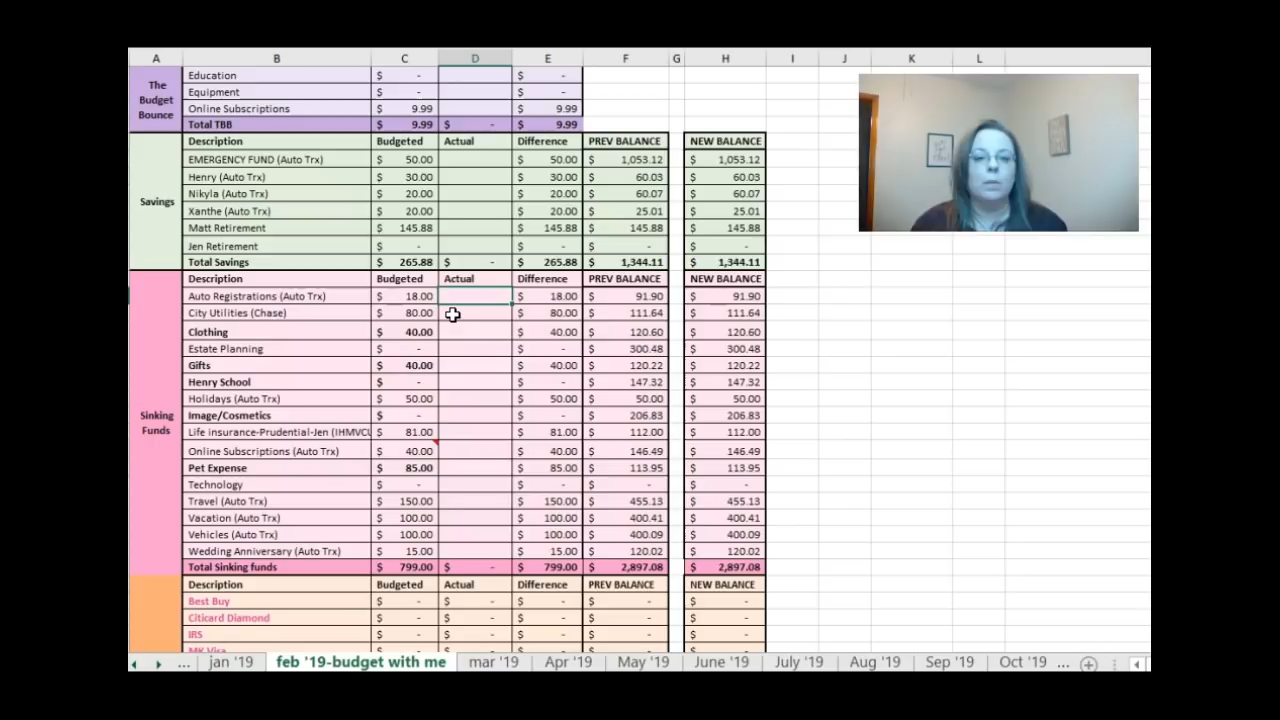 A B C D E F G H I J K L
The Budget Bounce
Education $ - $ -
Equipment $ - $ -
Online Subscriptions $ 9.99 $ 9.99
Total TBB $ 9.99 $ - $ 9.99
Savings
Description Budgeted Actual Difference PREV BALANCE NEW BALANCE
EMERGENCY FUND (Auto Trx) $ 50.00 $ 50.00 $ 1,053.12 $ 1,053.12
Henry (Auto Trx) $ 30.00 $ 30.00 $ 60.03 $ 60.03
Nikyla (Auto Trx) $ 20.00 $ 20.00 $ 60.07 $ 60.07
Xanthe (Auto Trx) $ 20.00 $ 20.00 $ 25.01 $ 25.01
Matt Retirement $ 145.88 $ 145.88 $ 145.88 $ 145.88
Jen Retirement $ - $ - $ - $ -
Total Savings $ 265.88 $ - $ 265.88 $ 1,344.11 $ 1,344.11
Sinking Funds
Description Budgeted Actual Difference PREV BALANCE NEW BALANCE
Auto Registrations (Auto Trx) $ 18.00 $ 18.00 $ 91.90 $ 91.90
City Utilities (Chase) $ 80.00 $ 80.00 $ 111.64 $ 111.64
Clothing $ 40.00 $ 40.00 $ 120.60 $ 120.60
Estate Planning $ - $ - $ 300.48 $ 300.48
Gifts $ 40.00 $ 40.00 $ 120.22 $ 120.22
Henry School $ - $ - $ 147.32 $ 147.32
Holidays (Auto Trx) $ 50.00 $ 50.00 $ 50.00 $ 50.00
Image/Cosmetics $ - $ - $ 206.83 $ 206.83
Life insurance-Prudential-Jen (IHMVCU $ 81.00 $ 81.00 $ 112.00 $ 112.00
Online Subscriptions (Auto Trx) $ 40.00 $ 40.00 $ 146.49 $ 146.49
Pet Expense $ 85.00 $ 85.00 $ 113.95 $ 113.95
Technology $ - $ - $ - $ -
Travel (Auto Trx) $ 150.00 $ 150.00 $ 455.13 $ 455.13
Vacation (Auto Trx) $ 100.00 $ 100.00 $ 400.41 $ 400.41
Vehicles (Auto Trx) $ 100.00 $ 100.00 $ 400.09 $ 400.09
Wedding Anniversary (Auto Trx) $ 15.00 $ 15.00 $ 120.02 $ 120.02
Total Sinking funds $ 799.00 $ - $ 799.00 $ 2,897.08 $ 2,897.08
Description Budgeted Actual Difference PREV BALANCE NEW BALANCE
Best Buy $ - $ - $ - $ - $ -
Citicard Diamond $ - $ - $ - $ - $ -
IRS $ - $ - $ - $ - $ -
MK Visa
... jan '19 feb '19-budget with me mar '19 Apr '19 May '19 June '19 July '19 Aug '19 Sep '19 Oct '19 ...